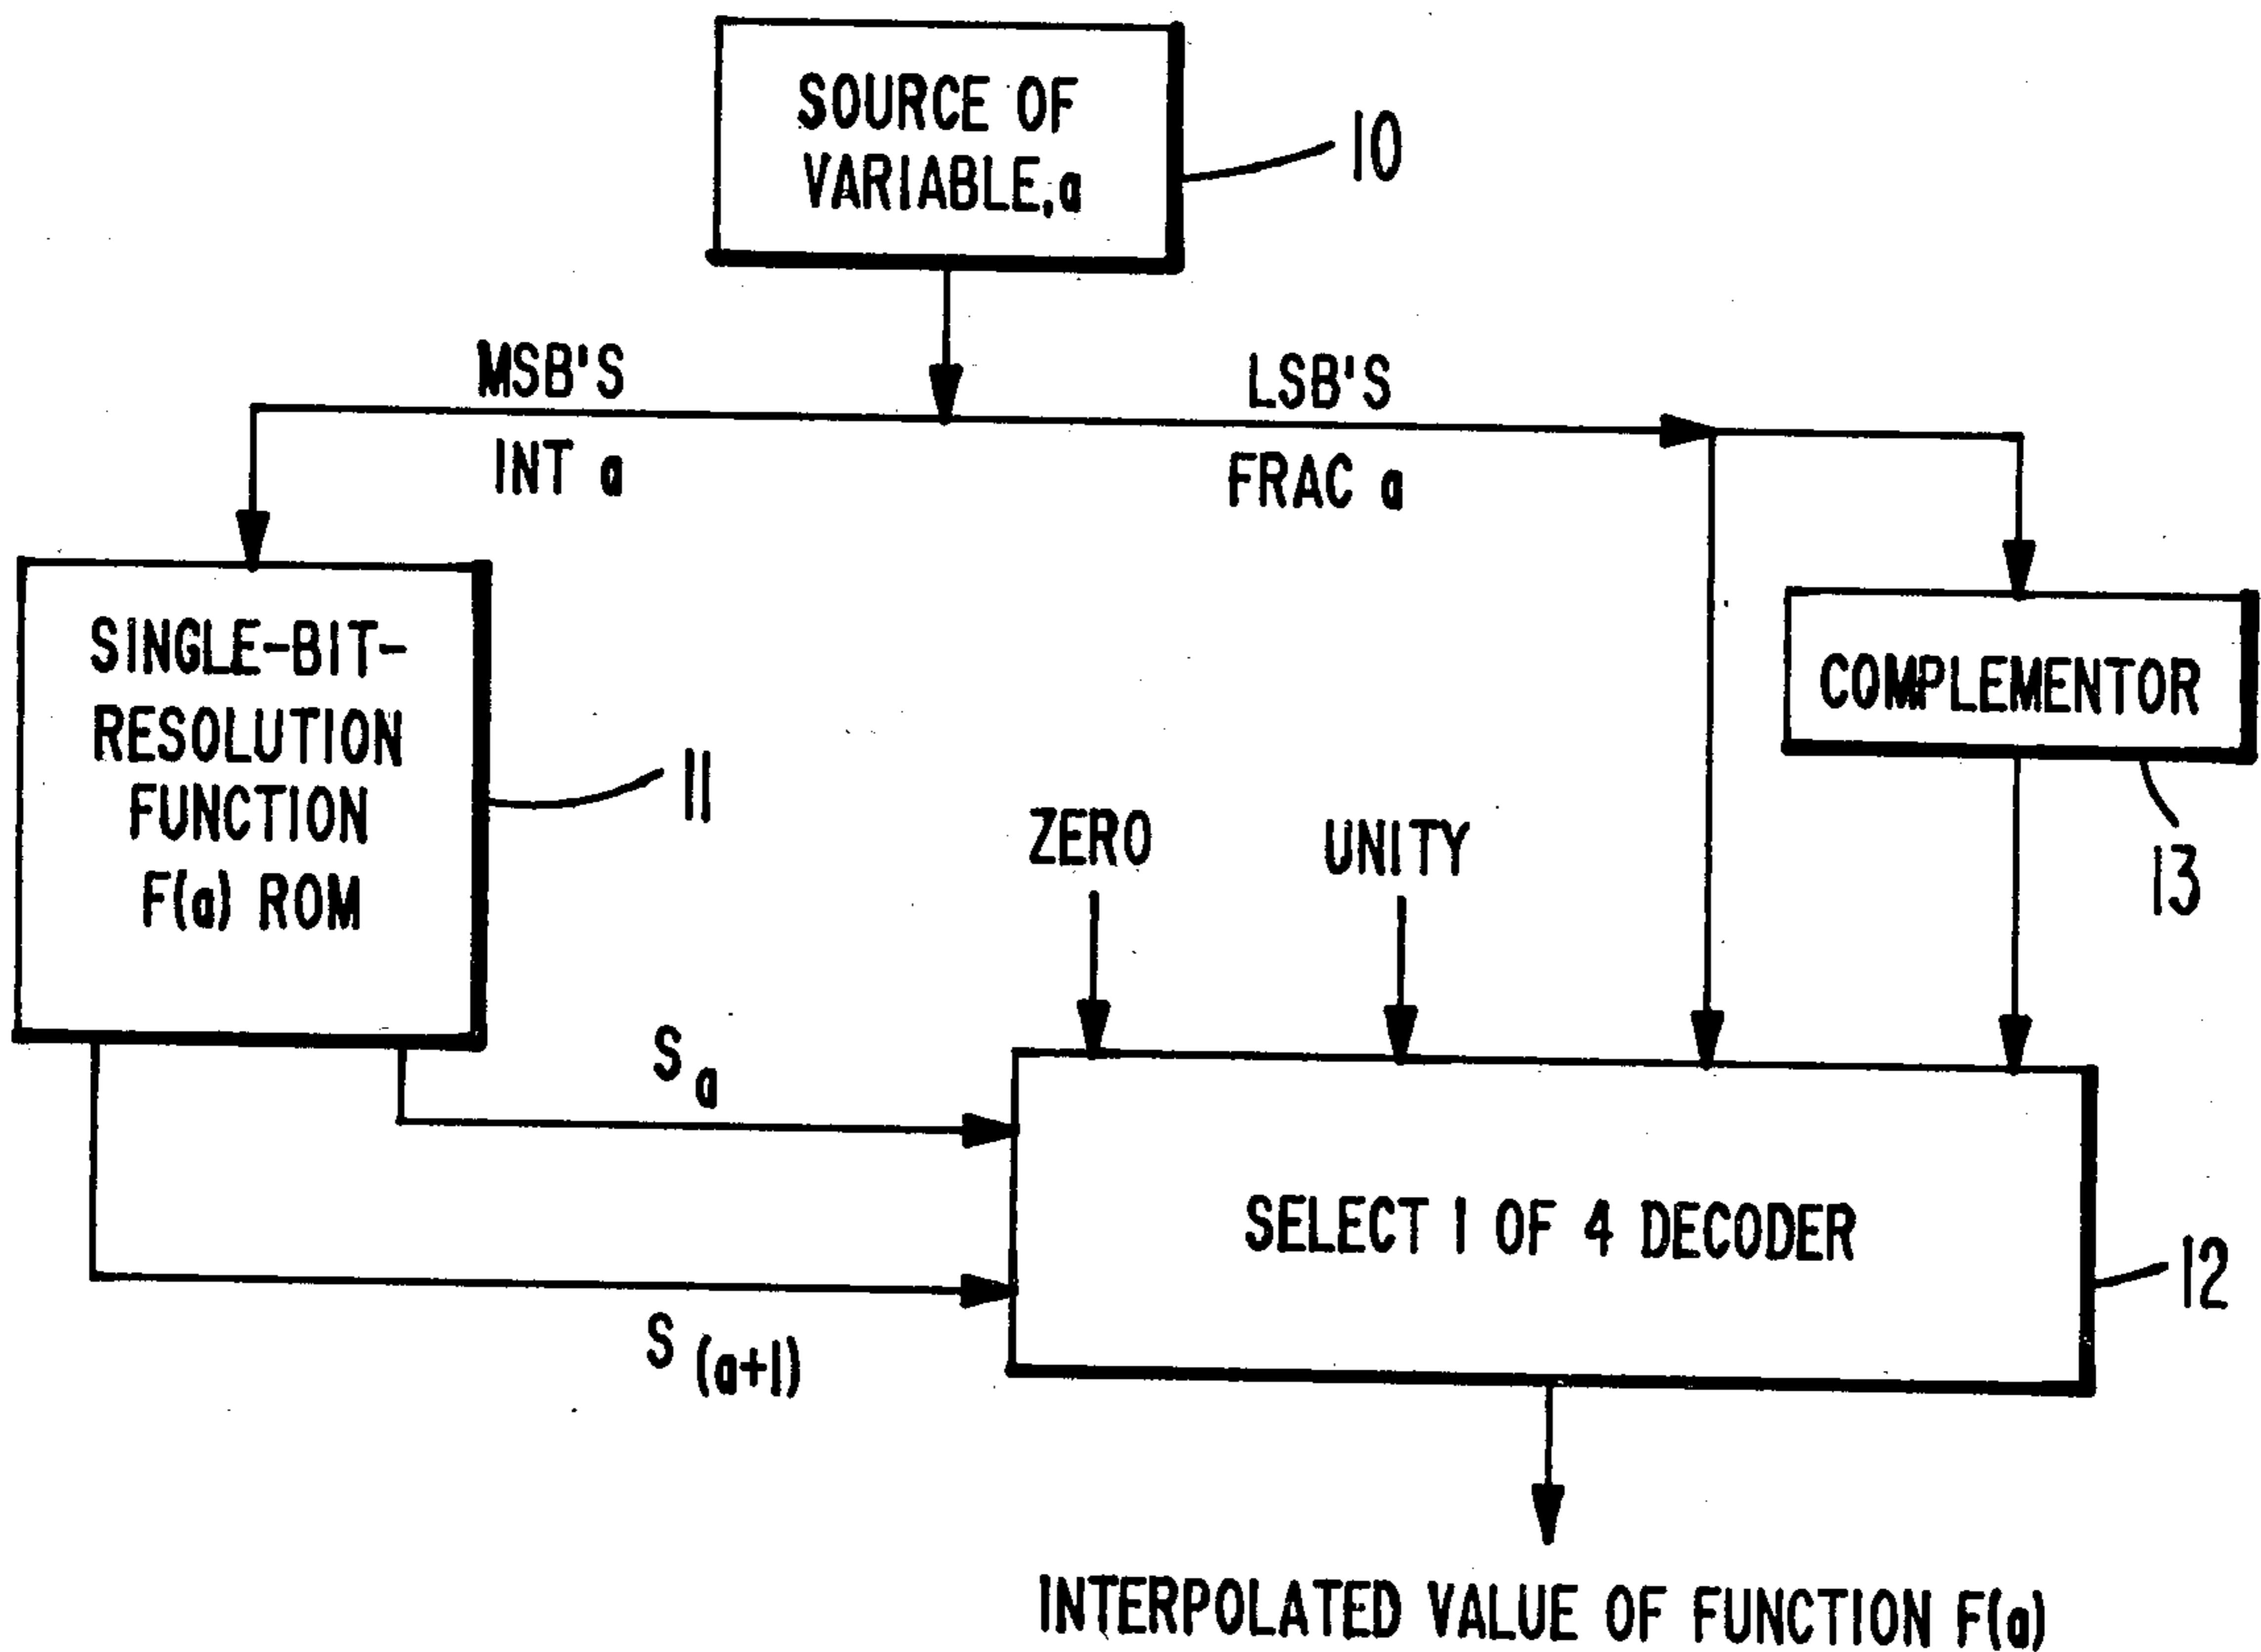 SOURCE OF
VARIABLE, a
10
MSB'S
INT a
LSB'S
FRAC a
SINGLE-BIT-
RESOLUTION
FUNCTION
F(a) ROM
11
COMPLEMENTOR
13
ZERO
UNITY
Sa
S(a+1)
SELECT 1 OF 4 DECODER
12
INTERPOLATED VALUE OF FUNCTION F(a)